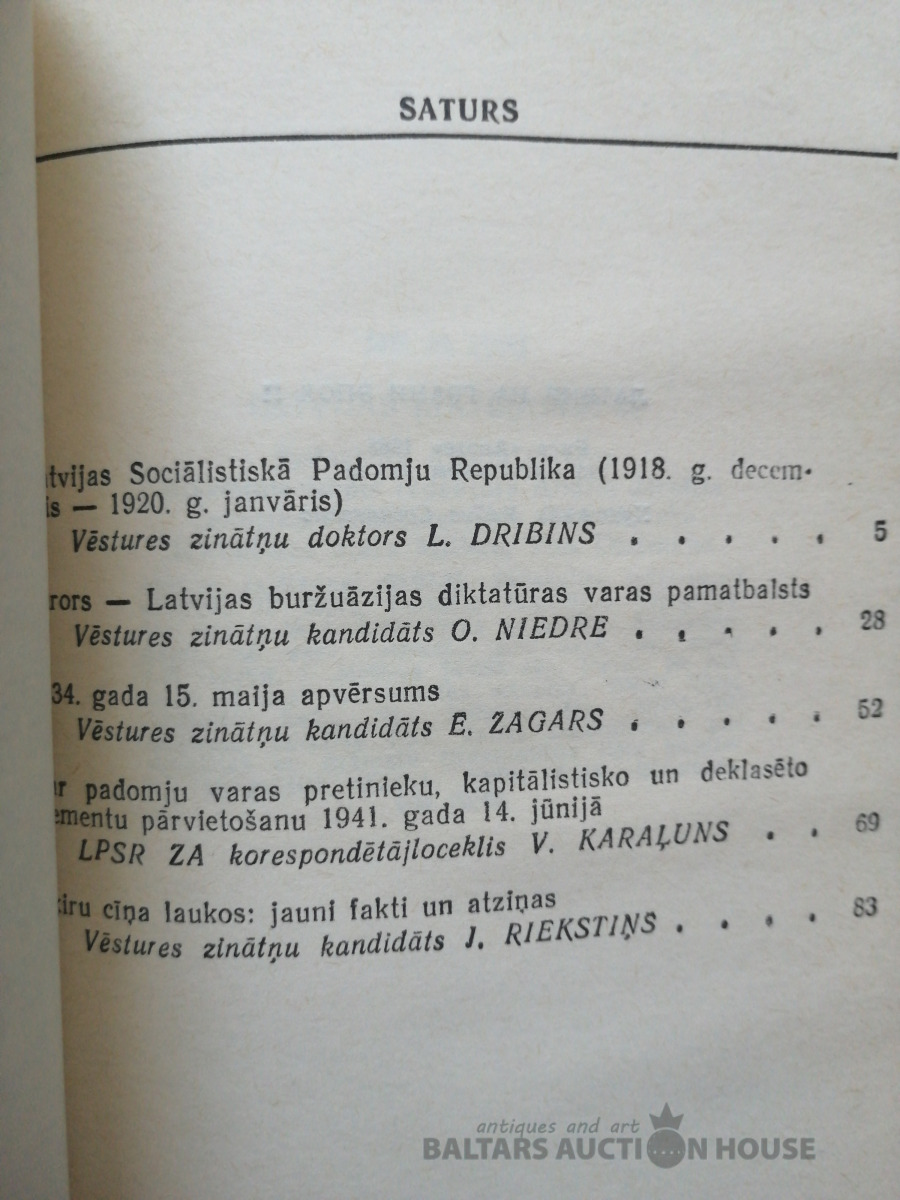 SATURS
tvijas Sociālistiskā Padomju Republika (1918. g. decem-
is — 1920. g. janvāris)
Vēstures zinātņu doktors L. DRIBINS . . . . . 5
rors — Latvijas buržuāzijas diktatūras varas pamatbalsts
Vēstures zinātņu kandidāts O. NIEDRE . . . . . 28
34. gada 15. maija apvērsums
Vēstures zinātņu kandidāts E. ŽAGARS . . . . . 52
r padomju varas pretinieku, kapitālistisko un deklasēto
ementu pārvietošanu 1941. gada 14. jūnijā
LPSR ZA korespondētājloceklis V. KARAĻUNS . . 69
ķiru cīņa laukos: jauni fakti un atziņas
Vēstures zinātņu kandidāts J. RIEKSTIŅŠ . . . . 83
antiques and art
BALTARS AUCTION HOUSE